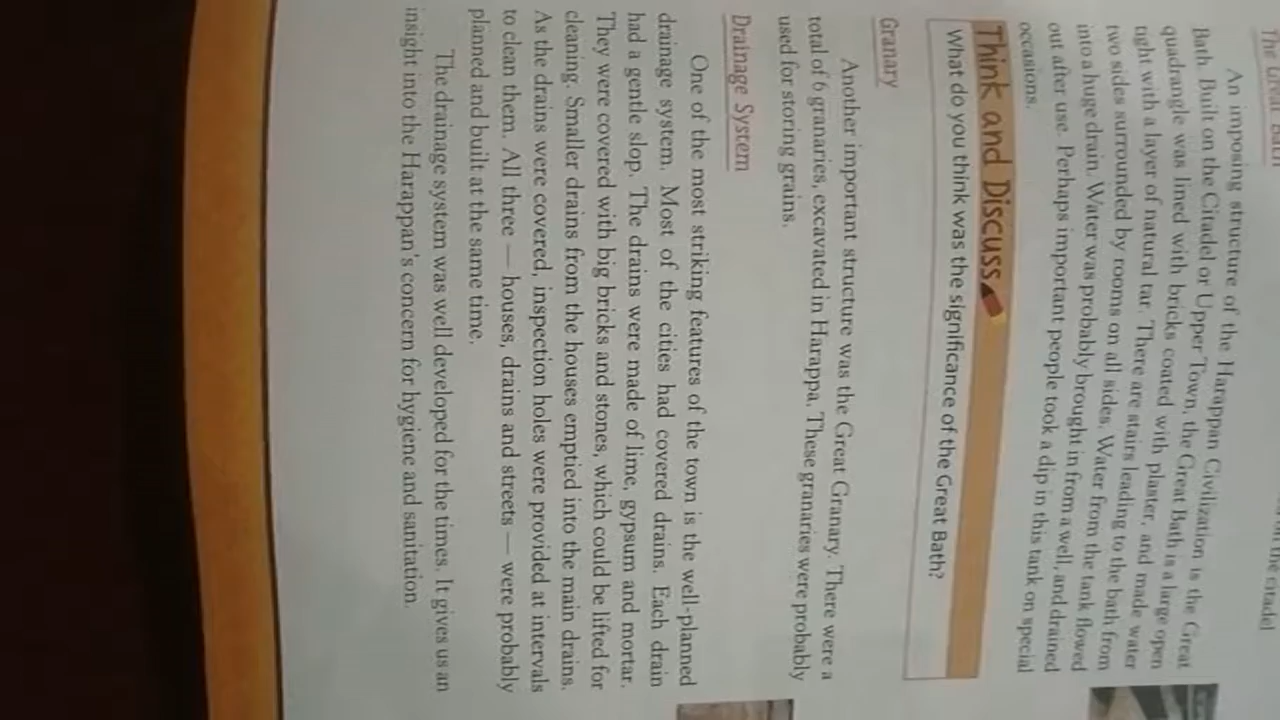 The Great Bath
in the citadel
An imposing structure of the Harappan Civilization is the Great
Bath. Built on the Citadel or Upper Town, the Great Bath is a large open
quadrangle was lined with bricks coated with plaster, and made water
tight with a layer of natural tar. There are stairs leading to the bath from
two sides surrounded by rooms on all sides. Water from the tank flowed
into a huge drain. Water was probably brought in from a well, and drained
out after use. Perhaps important people took a dip in this tank on special
occasions.
Think and Discuss
What do you think was the significance of the Great Bath?
Granary
Another important structure was the Great Granary. There were a
total of 6 granaries, excavated in Harappa. These granaries were probably
used for storing grains.
Drainage System
One of the most striking features of the town is the well-planned
drainage system. Most of the cities had covered drains. Each drain
had a gentle slop. The drains were made of lime, gypsum and mortar.
They were covered with big bricks and stones, which could be lifted for
cleaning. Smaller drains from the houses emptied into the main drains.
As the drains were covered, inspection holes were provided at intervals
to clean them. All three — houses, drains and streets — were probably
planned and built at the same time.
The drainage system was well developed for the times. It gives us an
insight into the Harappan's concern for hygiene and sanitation.